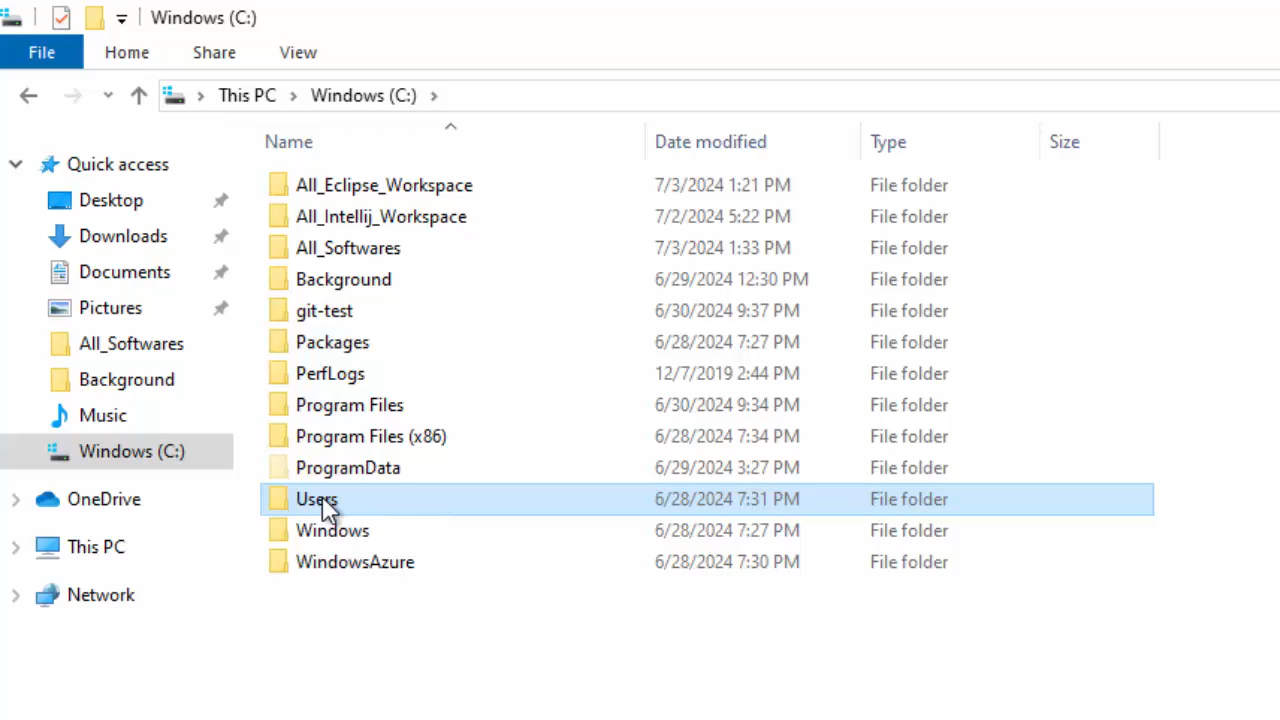 Windows (C:)
File Home Share View
This PC Windows (C:)
Name Date modified Type Size
Quick access
Desktop
Downloads
Documents
Pictures
All_Softwares
Background
Music
Windows (C:)
OneDrive
This PC
Network
All_Eclipse_Workspace 7/3/2024 1:21 PM File folder
All_Intellij_Workspace 7/2/2024 5:22 PM File folder
All_Softwares 7/3/2024 1:33 PM File folder
Background 6/29/2024 12:30 PM File folder
git-test 6/30/2024 9:37 PM File folder
Packages 6/28/2024 7:27 PM File folder
PerfLogs 12/7/2019 2:44 PM File folder
Program Files 6/30/2024 9:34 PM File folder
Program Files (x86) 6/28/2024 7:34 PM File folder
ProgramData 6/29/2024 3:27 PM File folder
Users 6/28/2024 7:31 PM File folder
Windows 6/28/2024 7:27 PM File folder
WindowsAzure 6/28/2024 7:30 PM File folder